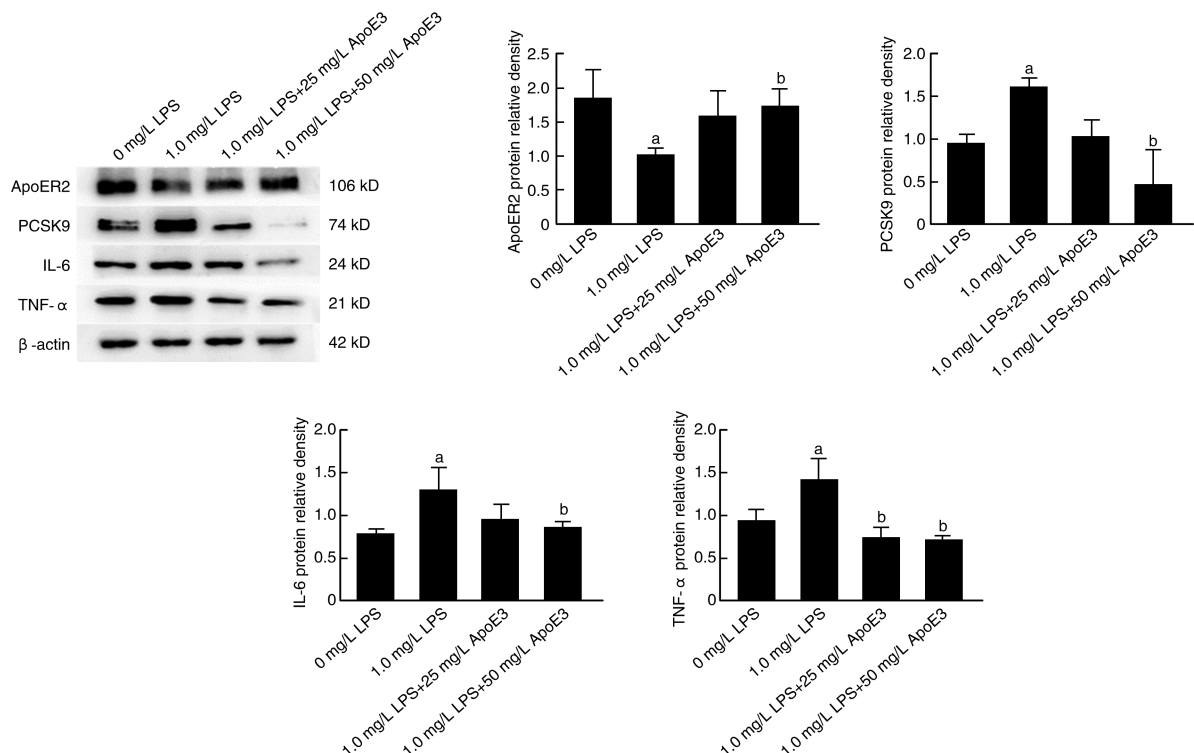 0 mg/L LPS
1.0 mg/L LPS
1.0 mg/L LPS+25 mg/L ApoE3
1.0 mg/L LPS+50 mg/L ApoE3
ApoER2 106 kD
PCSK9 74 kD
IL-6 24 kD
TNF-α 21 kD
β-actin 42 kD
ApoER2 protein relative density
2.5
2.0
1.5
1.0
0.5
0
a
b
0 mg/L LPS
1.0 mg/L LPS
1.0 mg/L LPS+25 mg/L ApoE3
1.0 mg/L LPS+50 mg/L ApoE3
PCSK9 protein relative density
2.0
1.5
1.0
0.5
0
a
b
0 mg/L LPS
1.0 mg/L LPS
1.0 mg/L LPS+25 mg/L ApoE3
1.0 mg/L LPS+50 mg/L ApoE3
IL-6 protein relative density
2.0
1.5
1.0
0.5
0
a
b
0 mg/L LPS
1.0 mg/L LPS
1.0 mg/L LPS+25 mg/L ApoE3
1.0 mg/L LPS+50 mg/L ApoE3
TNF-α protein relative density
2.0
1.5
1.0
0.5
0
a
b
b
0 mg/L LPS
1.0 mg/L LPS
1.0 mg/L LPS+25 mg/L ApoE3
1.0 mg/L LPS+50 mg/L ApoE3